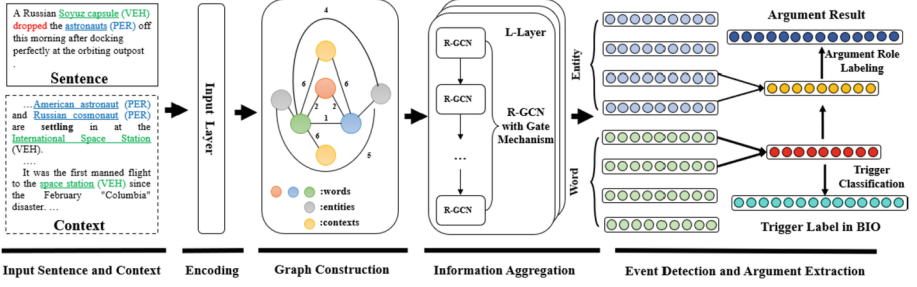 A Russian Soyuz capsule (VEH)
dropped the astronauts (PER) off
this morning after docking
perfectly at the orbiting outpost
.
Sentence
…American astronaut (PER)
and Russian cosmonaut (PER)
are settling in at the
International Space Station
(VEH).
….
It was the first manned flight
to the space station (VEH) since
the February "Columbia"
disaster. …
Context
Input Sentence and Context
Input Layer
Encoding
4
6
6
2
2
1
6
5
:words
:entities
:contexts
Graph Construction
L-Layer
R-GCN
R-GCN
...
R-GCN
R-GCN
with Gate
Mechanism
Information Aggregation
Entity
Word
Argument Result
Argument Role
Labeling
Trigger
Classification
Trigger Label in BIO
Event Detection and Argument Extraction